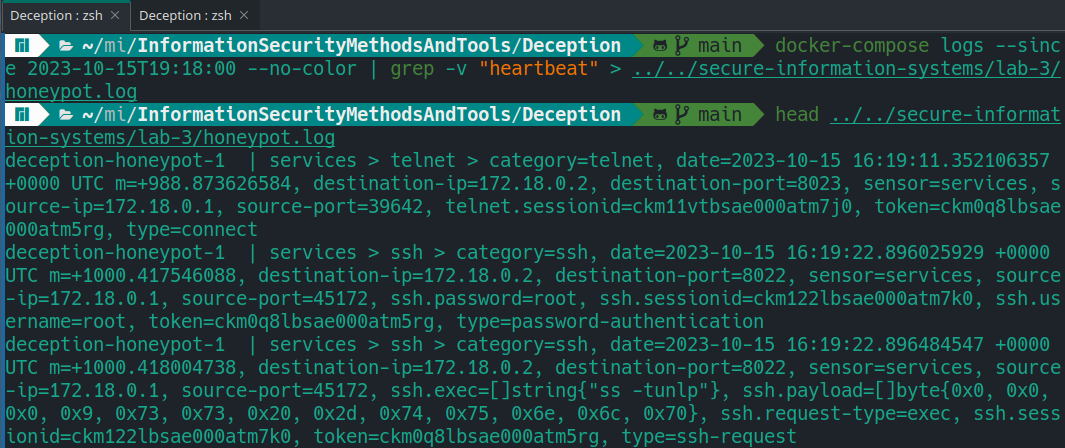 Deception : zsh × Deception : zsh ×
~/mi/InformationSecurityMethodsAndTools/Deception main docker-compose logs --sinc
e 2023-10-15T19:18:00 --no-color | grep -v "heartbeat" > ../../secure-information-systems/lab-3/
honeypot.log
~/mi/InformationSecurityMethodsAndTools/Deception main head ../../secure-informat
ion-systems/lab-3/honeypot.log
deception-honeypot-1 | services > telnet > category=telnet, date=2023-10-15 16:19:11.352106357
+0000 UTC m=+988.873626584, destination-ip=172.18.0.2, destination-port=8023, sensor=services, s
ource-ip=172.18.0.1, source-port=39642, telnet.sessionid=ckm11vtbsae000atm7j0, token=ckm0q8lbsae
000atm5rg, type=connect
deception-honeypot-1 | services > ssh > category=ssh, date=2023-10-15 16:19:22.896025929 +0000
UTC m=+1000.417546088, destination-ip=172.18.0.2, destination-port=8022, sensor=services, source
-ip=172.18.0.1, source-port=45172, ssh.password=root, ssh.sessionid=ckm122lbsae000atm7k0, ssh.us
ername=root, token=ckm0q8lbsae000atm5rg, type=password-authentication
deception-honeypot-1 | services > ssh > category=ssh, date=2023-10-15 16:19:22.896484547 +0000
UTC m=+1000.418004738, destination-ip=172.18.0.2, destination-port=8022, sensor=services, source
-ip=172.18.0.1, source-port=45172, ssh.exec=[]string{"ss -tunlp"}, ssh.payload=[]byte{0x0, 0x0,
0x0, 0x9, 0x73, 0x73, 0x20, 0x2d, 0x74, 0x75, 0x6e, 0x6c, 0x70}, ssh.request-type=exec, ssh.sess
ionid=ckm122lbsae000atm7k0, token=ckm0q8lbsae000atm5rg, type=ssh-request